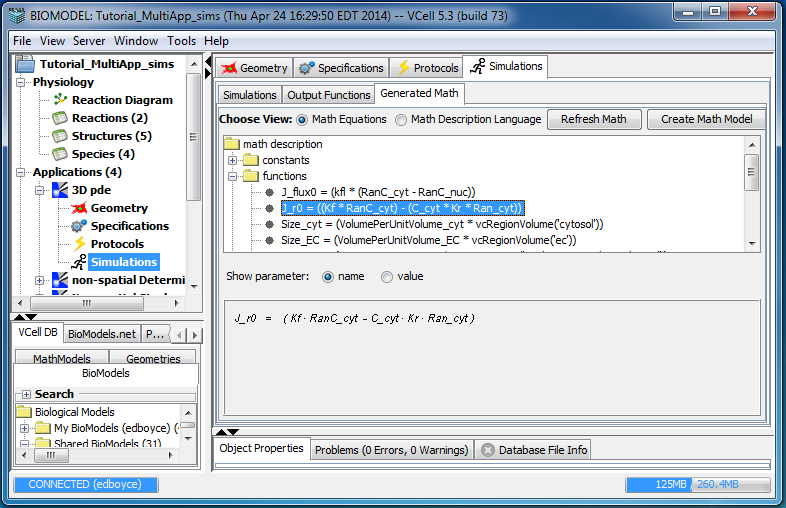 BIOMODEL: Tutorial_MultiApp_sims (Thu Apr 24 16:29:50 EDT 2014) -- VCell 5.3 (build 73)
File View Server Window Tools Help
Tutorial_MultiApp_sims
Physiology
Reaction Diagram
Reactions (2)
Structures (5)
Species (4)
Applications (4)
3D pde
Geometry
Specifications
Protocols
Simulations
non-spatial Determi
VCell DB BioModels.net P...
MathModels Geometries
BioModels
Search
Biological Models
My BioModels (edboyce) (
Shared BioModels (31)
Geometry Specifications Protocols Simulations
Simulations Output Functions Generated Math
Choose View: Math Equations Math Description Language Refresh Math Create Math Model
math description
constants
functions
J_flux0 = (kfl * (RanC_cyt - RanC_nuc))
J_r0 = ((Kf * RanC_cyt) - (C_cyt * Kr * Ran_cyt))
Size_cyt = (VolumePerUnitVolume_cyt * vcRegionVolume('cytosol'))
Size_EC = (VolumePerUnitVolume_EC * vcRegionVolume('ec'))
Show parameter: name value
J_r0 = ( Kf · RanC_cyt - C_cyt · Kr · Ran_cyt )
Object Properties Problems (0 Errors, 0 Warnings) Database File Info
CONNECTED (edboyce)
125MB / 260.4MB